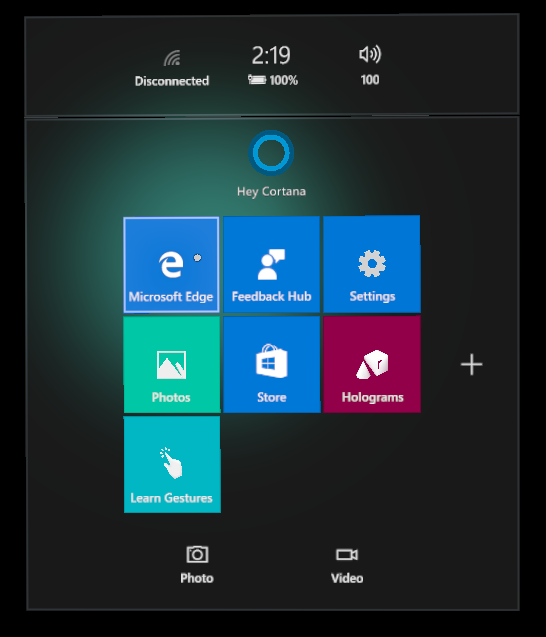 Disconnected
2:19
100%
100
Hey Cortana
Microsoft Edge
Feedback Hub
Settings
Photos
Store
Holograms
Learn Gestures
Photo
Video